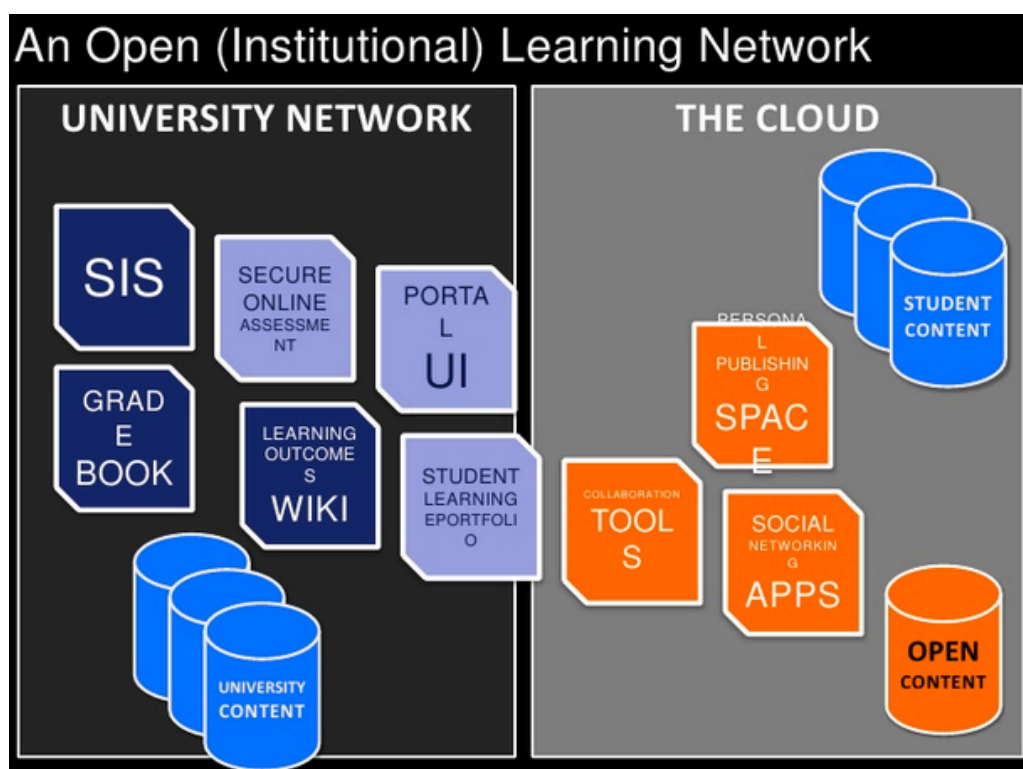 An Open (Institutional) Learning Network
UNIVERSITY NETWORK
SIS
SECURE
ONLINE
ASSESSME
NT
PORTA
L
UI
GRAD
E
BOOK
LEARNING
OUTCOME
S
WIKI
STUDENT
LEARNING
EPORTFOLI
O
UNIVERSITY
CONTENT
THE CLOUD
STUDENT
CONTENT
PERSONA
L
PUBLISHIN
G
SPAC
E
COLLABORATION
TOOL
S
SOCIAL
NETWORKIN
G
APPS
OPEN
CONTENT